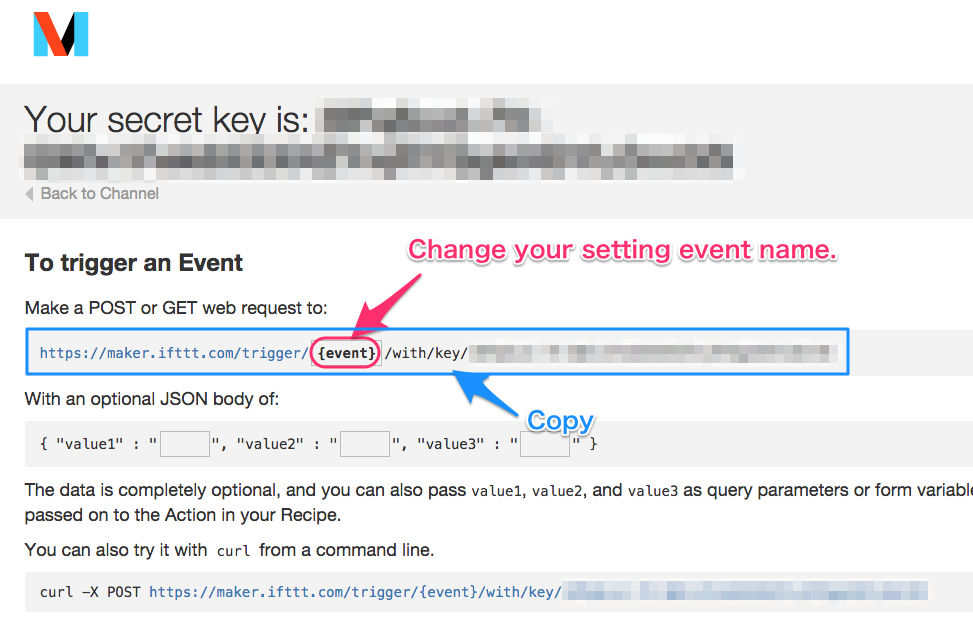 Your secret key is:
Back to Channel
Change your setting event name.
To trigger an Event
Make a POST or GET web request to:
https://maker.ifttt.com/trigger/ {event} /with/key/
With an optional JSON body of:
Copy
{ "value1" : " ", "value2" : " ", "value3" : " " }
The data is completely optional, and you can also pass value1, value2, and value3 as query parameters or form variable
passed on to the Action in your Recipe.
You can also try it with curl from a command line.
curl -X POST https://maker.ifttt.com/trigger/{event}/with/key/